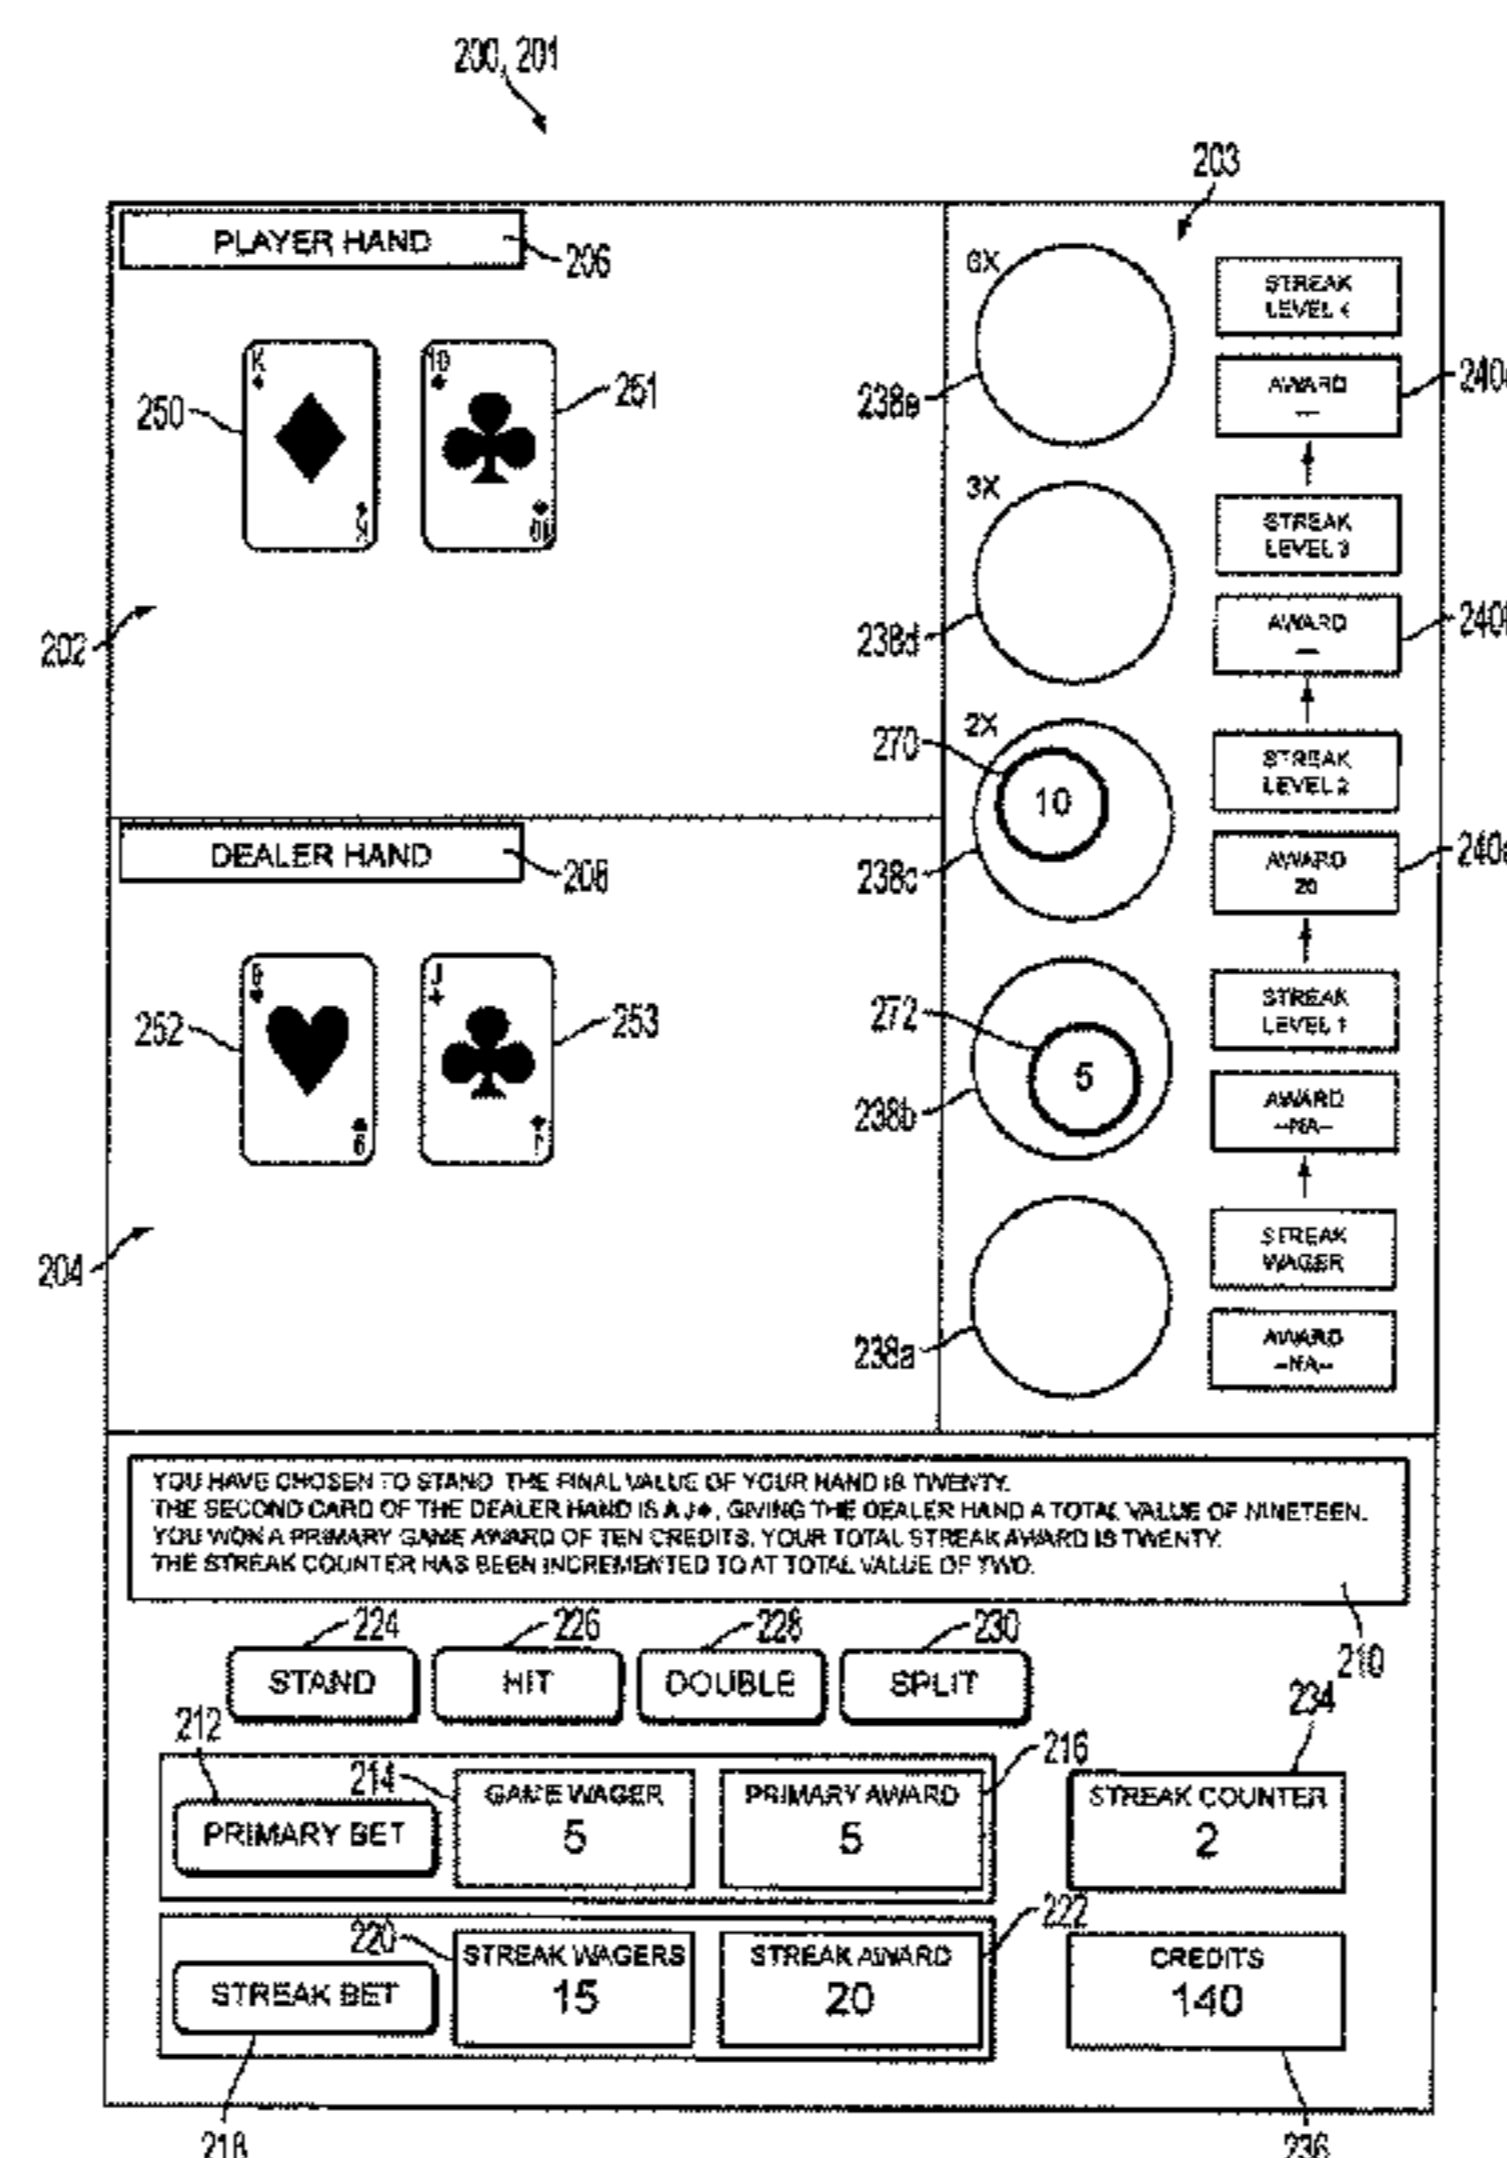 200, 201
203
PLAYER HAND
206
6X
STREAK
LEVEL 4
K
10
250
251
238e
AWARD
—
K
10
3X
STREAK
LEVEL 3
202
238d
AWARD
—
2X
270
10
STREAK
LEVEL 2
DEALER HAND
208
238c
AWARD
20
240a
J
252
253
272
5
STREAK
LEVEL 1
238b
AWARD
–NA–
J
204
STREAK
WAGER
238a
AWARD
–NA–
YOU HAVE CHOSEN TO STAND. THE FINAL VALUE OF YOUR HAND IS TWENTY.
THE SECOND CARD OF THE DEALER HAND IS A J♣, GIVING THE DEALER HAND A TOTAL VALUE OF NINETEEN.
YOU WON A PRIMARY GAME AWARD OF TEN CREDITS. YOUR TOTAL STREAK AWARD IS TWENTY.
THE STREAK COUNTER HAS BEEN INCREMENTED TO AT TOTAL VALUE OF TWO.
210
224
226
228
230
STAND
HIT
DOUBLE
SPLIT
212
214
216
234
PRIMARY BET
GAME WAGER
5
PRIMARY AWARD
5
STREAK COUNTER
2
220
222
STREAK BET
STREAK WAGERS
15
STREAK AWARD
20
CREDITS
140
218
236